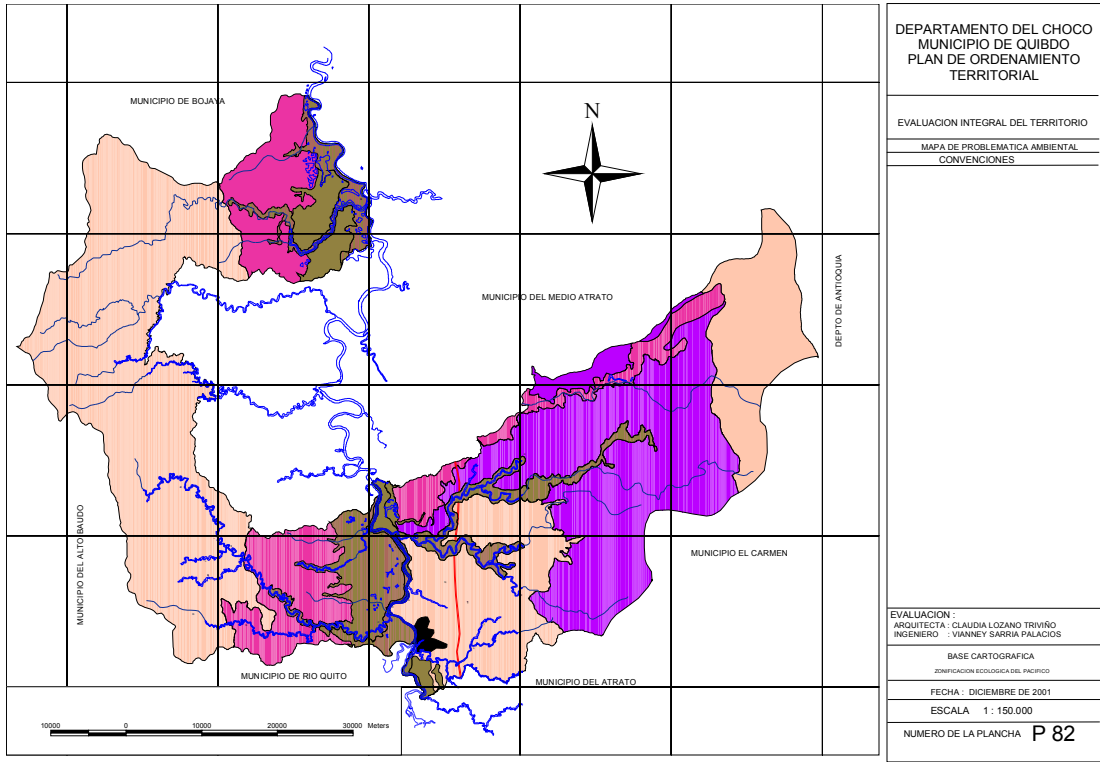 MUNICIPIO DE BOJAYA
N
MUNICIPIO DEL MEDIO ATRATO
DEPTO DE ANTIOQUIA
MUNICIPIO DEL ALTO BAUDO
MUNICIPIO EL CARMEN
MUNICIPIO DE RIO QUITO
MUNICIPIO DEL ATRATO
10000 0 10000 20000 30000 Meters
DEPARTAMENTO DEL CHOCO
MUNICIPIO DE QUIBDO
PLAN DE ORDENAMIENTO
TERRITORIAL
EVALUACION INTEGRAL DEL TERRITORIO
MAPA DE PROBLEMATICA AMBIENTAL
CONVENCIONES
EVALUACION :
ARQUITECTA : CLAUDIA LOZANO TRIVIÑO
INGENIERO : VIANNEY SARRIA PALACIOS
BASE CARTOGRAFICA
ZONIFICACION ECOLOGICA DEL PACIFICO
FECHA : DICIEMBRE DE 2001
ESCALA 1 : 150.000
NUMERO DE LA PLANCHA P 82